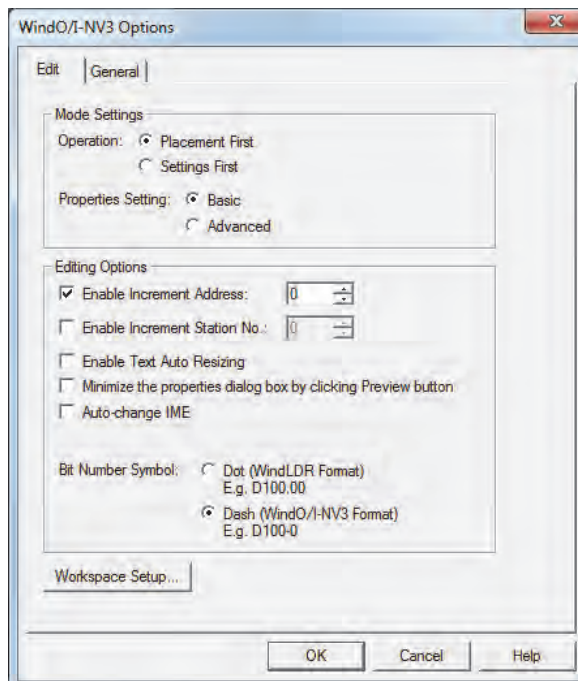 WindO/I-NV3 Options
Edit
General
Mode Settings
Operation: Placement First
Settings First
Properties Setting: Basic
Advanced
Editing Options
Enable Increment Address: 0
Enable Increment Station No.: 0
Enable Text Auto Resizing
Minimize the properties dialog box by clicking Preview button
Auto-change IME
Bit Number Symbol: Dot (WindLDR Format)
E.g. D100.00
Dash (WindO/I-NV3 Format)
E.g. D100-0
Workspace Setup...
OK Cancel Help